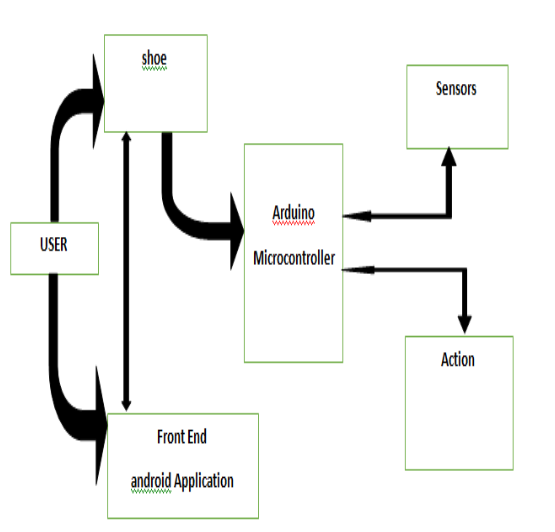 shoe
Sensors
Arduino
Microcontroller
USER
Action
Front End
android Application